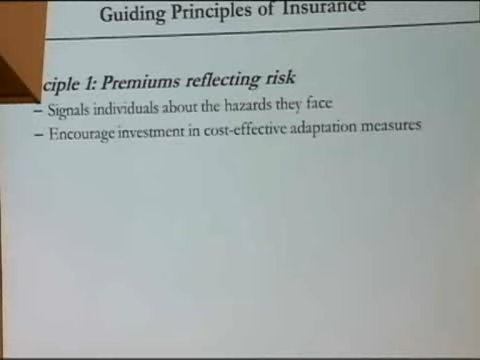 Guiding Principles of Insurance
ciple 1: Premiums reflecting risk
– Signals individuals about the hazards they face
– Encourage investment in cost-effective adaptation measures